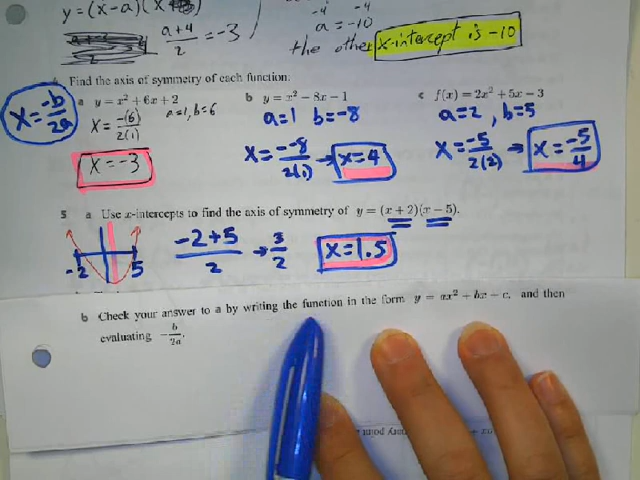 y = (x-a)(x
a+4/2 = -3
-4 -4
a = -10
the other x-intercept is -10
Find the axis of symmetry of each function:
x = -b/2a
a y = x² + 6x + 2
a=1, b=6
x = -(6)/2(1)
x = -3
b y = x² − 8x − 1
a=1 b=-8
x = --8/2(1) → x=4
c f(x) = 2x² + 5x − 3
a=2, b=5
x = -5/2(2) → x = -5/4
5 a Use x-intercepts to find the axis of symmetry of y = (x + 2)(x − 5).
-2 5
-2+5/2 → 3/2 x=1.5
b Check your answer to a by writing the function in the form y = ax² + bx + c, and then
evaluating − b/2a.